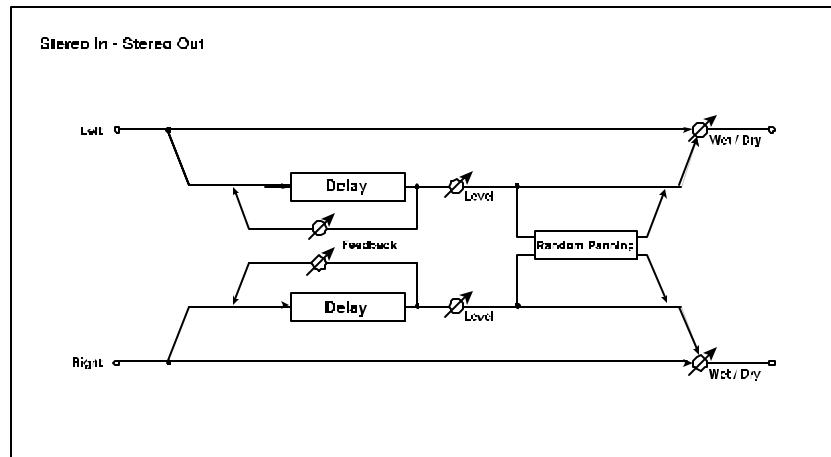 Stereo In - Stereo Out
Left
Wet / Dry
Delay
Level
Feedback
Random Panning
Delay
Level
Right
Wet / Dry